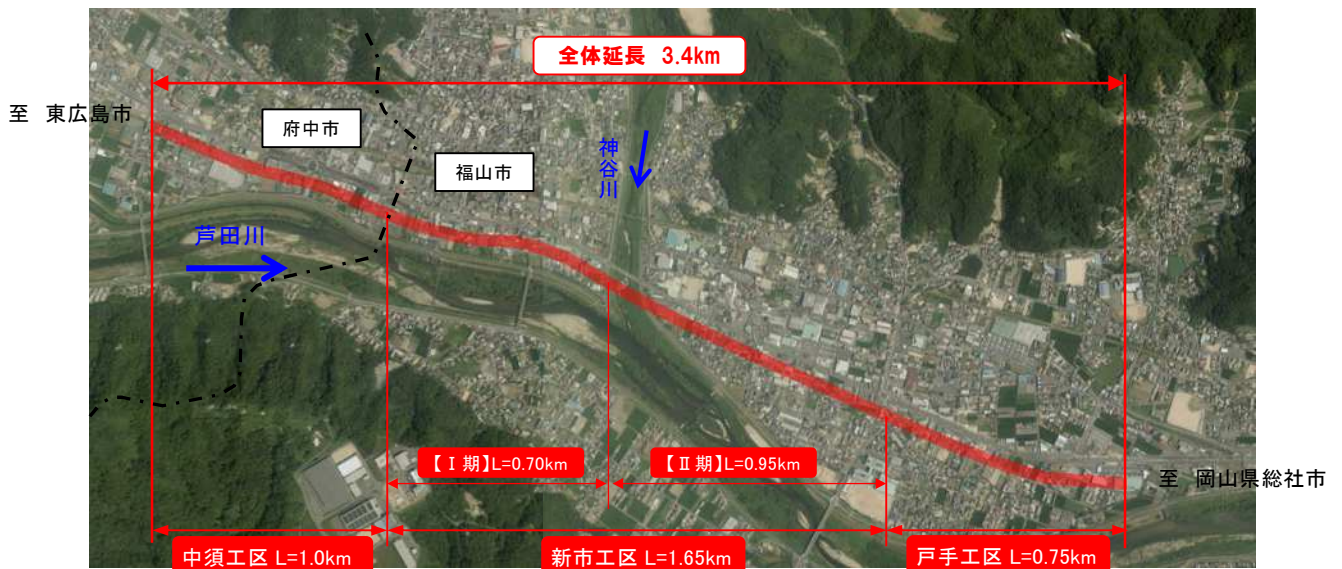 全体延長 3.4km
至 東広島市
府中市
福山市
神谷川
芦田川
【Ⅰ期】L=0.70km
【Ⅱ期】L=0.95km
至 岡山県総社市
中須工区 L=1.0km
新市工区 L=1.65km
戸手工区 L=0.75km